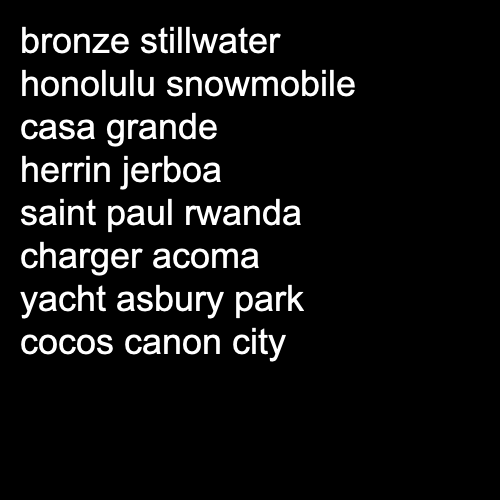 bronze stillwater
honolulu snowmobile
casa grande
herrin jerboa
saint paul rwanda
charger acoma
yacht asbury park
cocos canon city